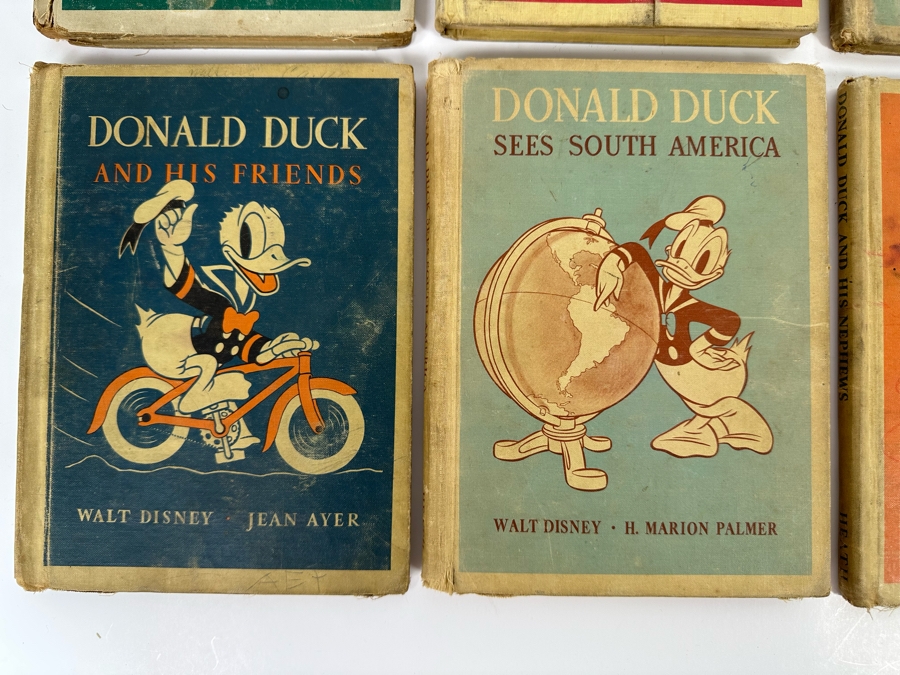 DONALD DUCK
AND HIS FRIENDS
WALT DISNEY · JEAN AYER
DONALD DUCK
SEES SOUTH AMERICA
WALT DISNEY · H. MARION PALMER
DONALD DUCK AND HIS NEPHEWS
HEATH